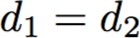 d₁ = d₂